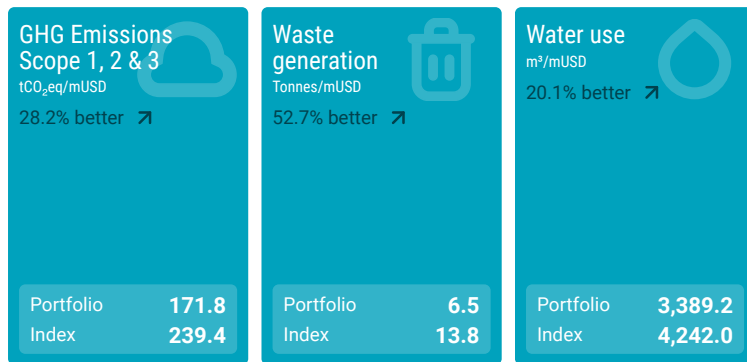 GHG Emissions
Scope 1, 2 & 3
tCO₂eq/mUSD
28.2% better
Portfolio 171.8
Index 239.4
Waste
generation
Tonnes/mUSD
52.7% better
Portfolio 6.5
Index 13.8
Water use
m³/mUSD
20.1% better
Portfolio 3,389.2
Index 4,242.0